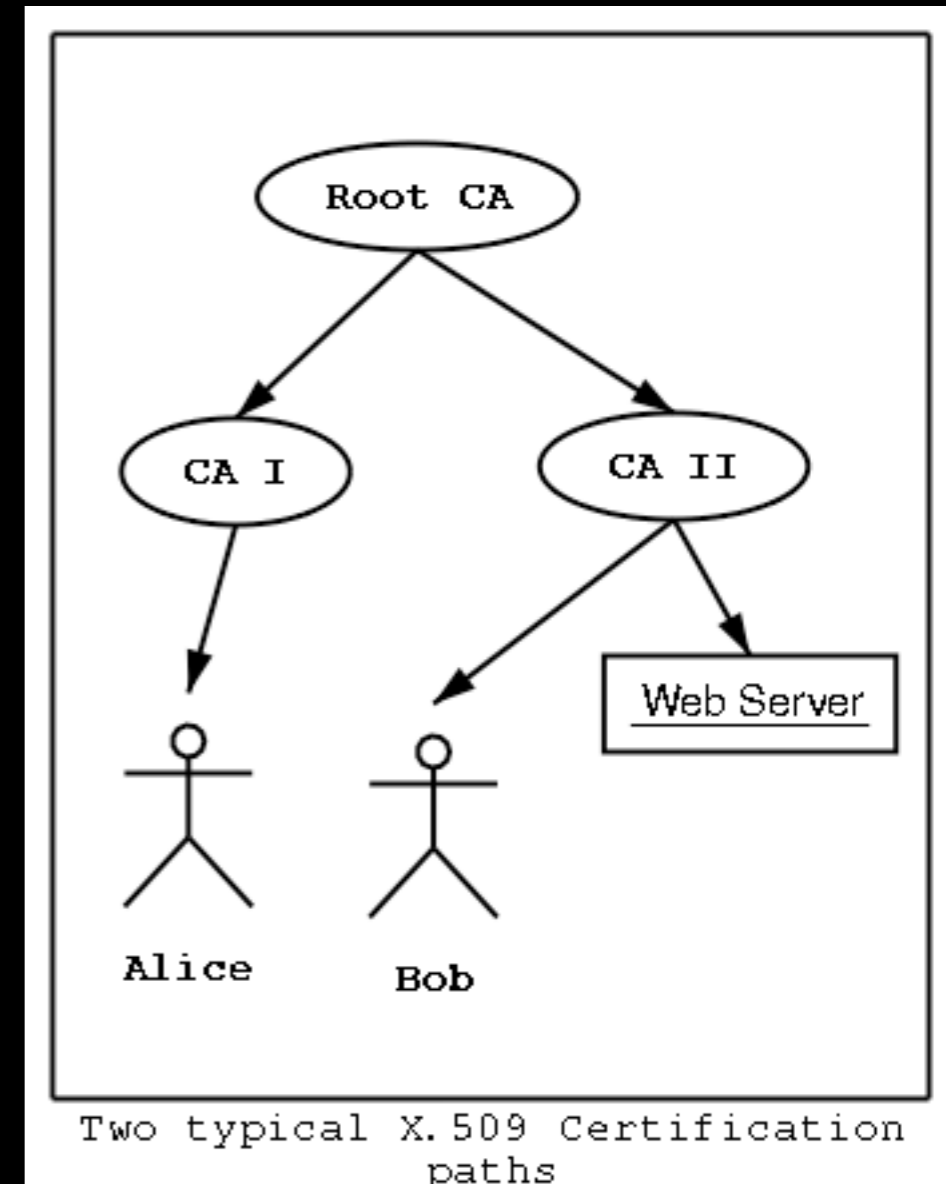 Root CA
CA I
CA II
Web Server
Alice
Bob
Two typical X.509 Certification
paths